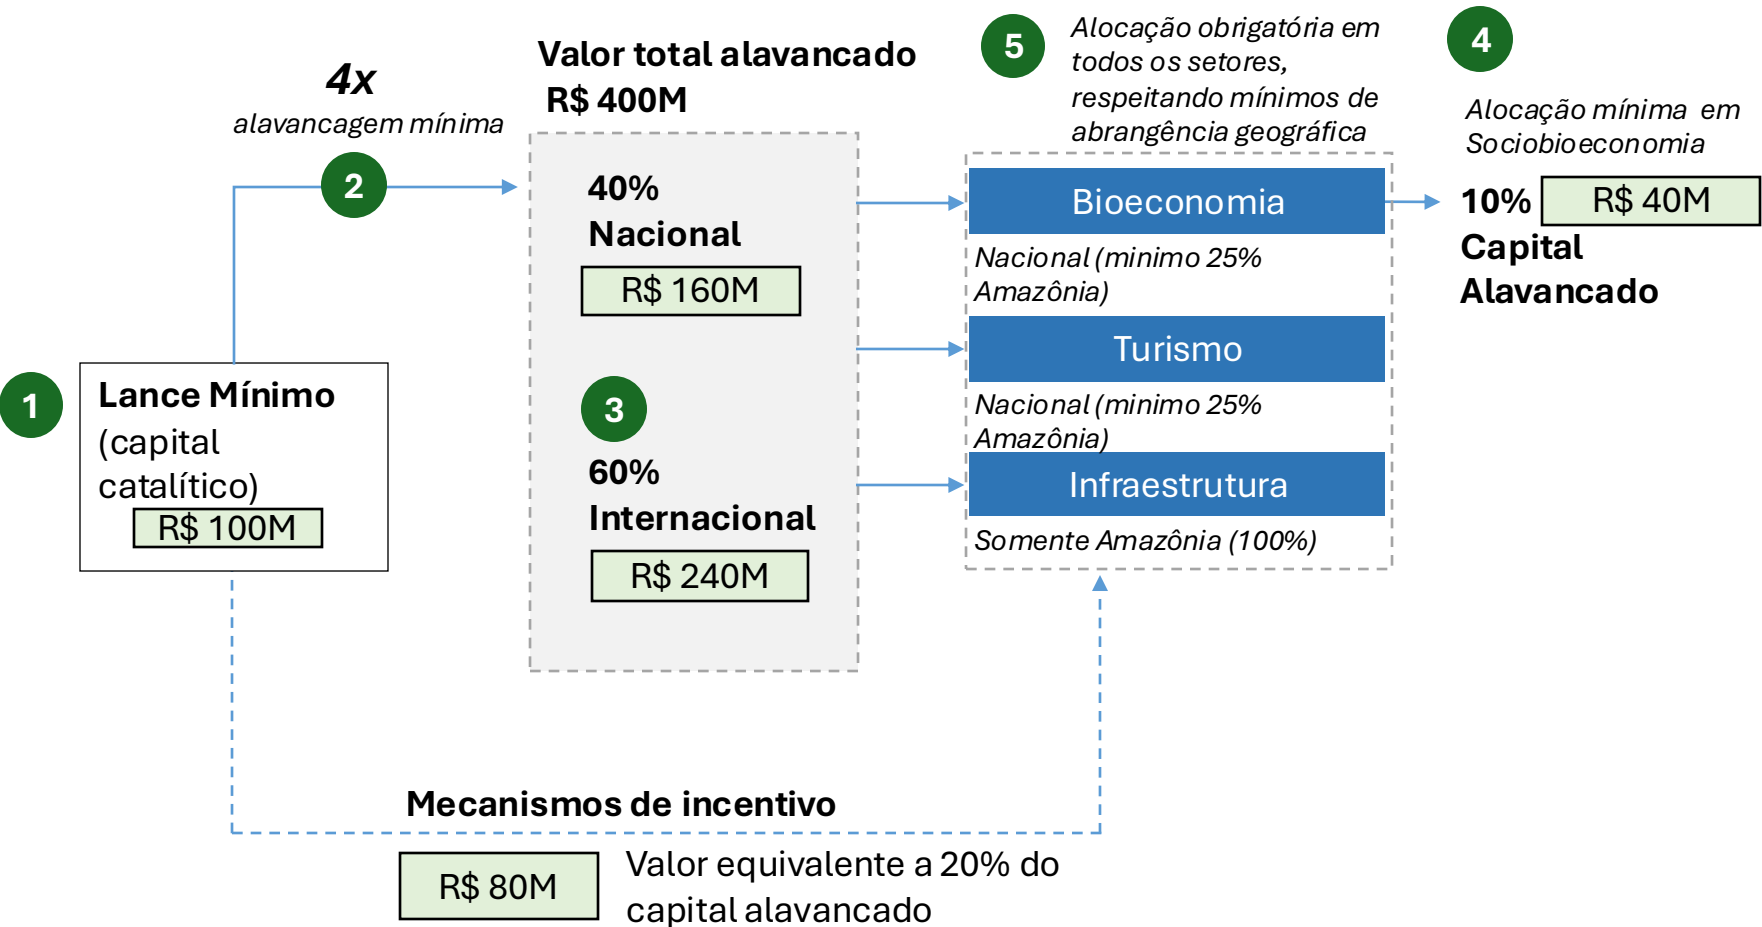 4x
alavancagem mínima
2
Valor total alavancado
R$ 400M
40%
Nacional
R$ 160M
3
60%
Internacional
R$ 240M
1
Lance Mínimo
(capital
catalítico)
R$ 100M
5
Alocação obrigatória em
todos os setores,
respeitando mínimos de
abrangência geográfica
Bioeconomia
Nacional (minimo 25%
Amazônia)
Turismo
Nacional (minimo 25%
Amazônia)
Infraestrutura
Somente Amazônia (100%)
4
Alocação mínima em
Sociobioeconomia
10% R$ 40M
Capital
Alavancado
Mecanismos de incentivo
R$ 80M
Valor equivalente a 20% do
capital alavancado